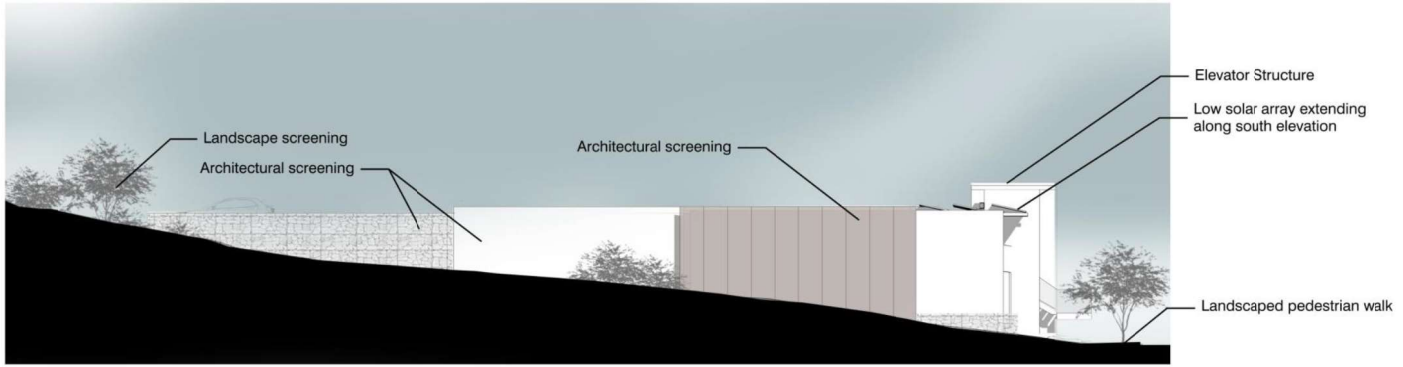 Elevator Structure
Low solar array extending
along south elevation
Landscape screening
Architectural screening
Architectural screening
Landscaped pedestrian walk